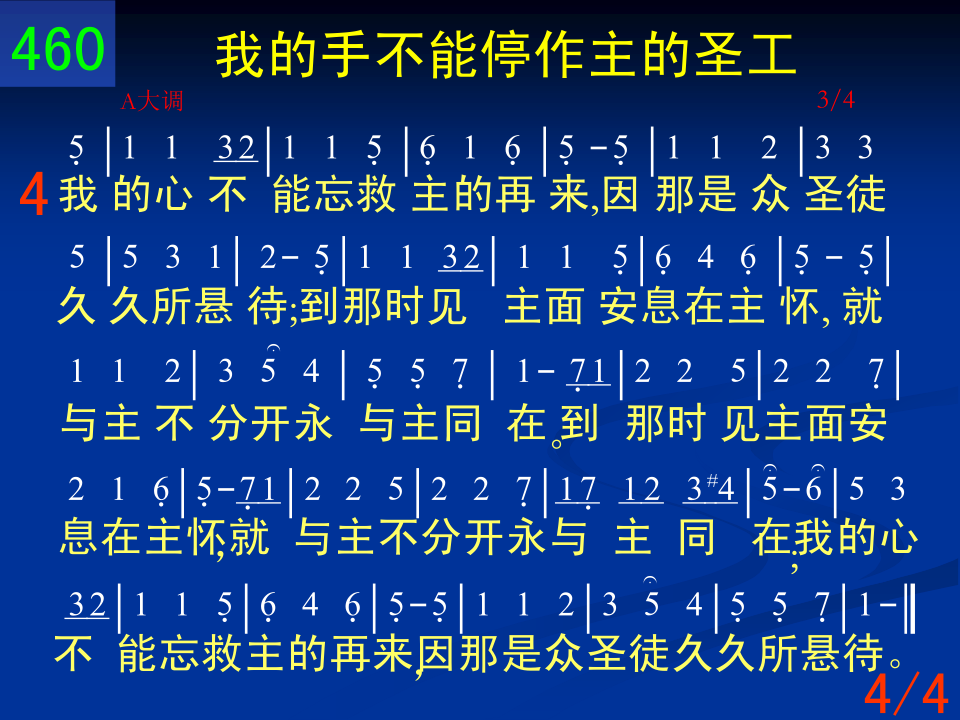 460
我的手不能停作主的圣工
A大调 3/4
5̣ | 1 1 32 | 1 1 5̣ | 6̣ 1 6̣ | 5̣ - 5̣ | 1 1 2 | 3 3
4 我 的心 不 能忘救 主的再 来,因 那是 众 圣徒
5 | 5 3 1 | 2 - 5̣ | 1 1 32 | 1 1 5̣ | 6̣ 4 6̣ | 5̣ - 5̣ |
久 久所悬 待;到那时见 主面 安息在主 怀, 就
1 1 2 | 3 5 4 | 5̣ 5̣ 7̣ | 1 - 7̣1 | 2 2 5 | 2 2 7̣ |
与主 不 分开永 与主同 在。到 那时 见主面安
2 1 6̣ | 5̣ - 7̣1 | 2 2 5 | 2 2 7̣ | 17̣ 12 3#4 | 5 - 6 | 5 3
息在主怀,就 与主不分开永与 主 同 在;我的心
32 | 1 1 5̣ | 6̣ 4 6̣ | 5̣ - 5̣ | 1 1 2 | 3 5 4 | 5̣ 5̣ 7̣ | 1 - ‖
不 能忘救主的再来,因那是众圣徒久久所悬待。
4/4